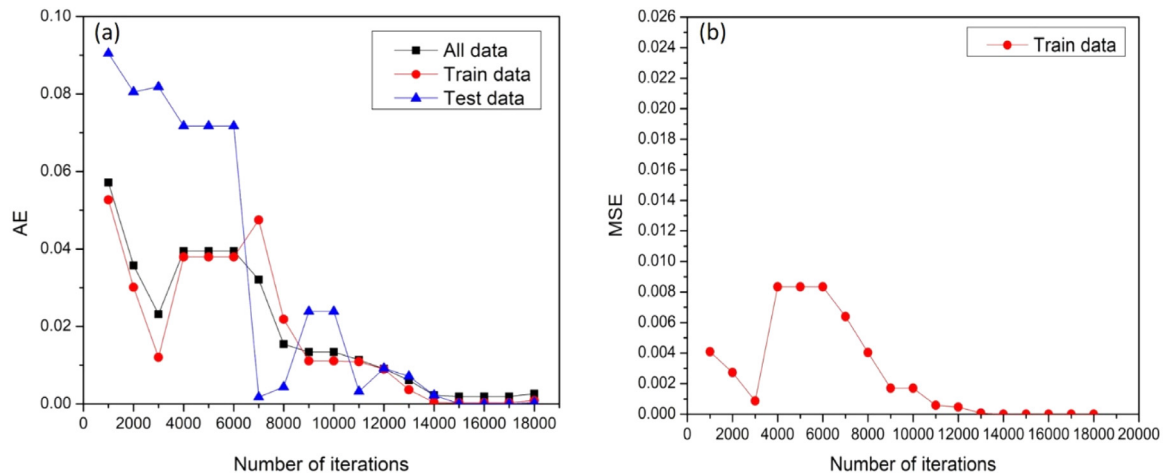 (a)
All data
Train data
Test data
0.10
0.08
0.06
0.04
0.02
0.00
AE
0 2000 4000 6000 8000 10000 12000 14000 16000 18000
Number of iterations
(b)
Train data
0.026
0.024
0.022
0.020
0.018
0.016
0.014
0.012
0.010
0.008
0.006
0.004
0.002
0.000
MSE
0 2000 4000 6000 8000 10000 12000 14000 16000 18000 20000
Number of iterations